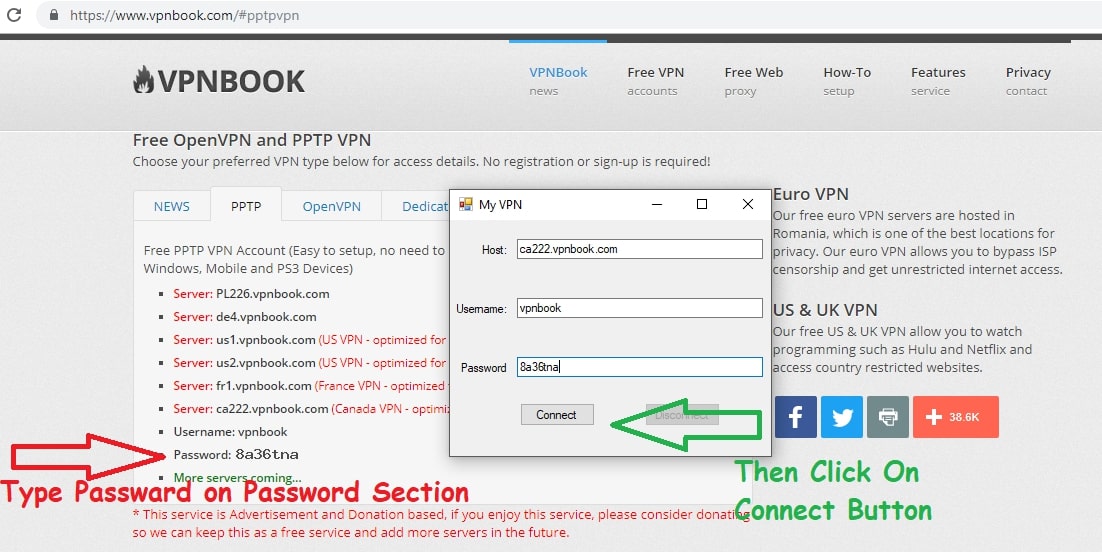 https://www.vpnbook.com/#pptpvpn
VPNBOOK
VPNBook
news
Free VPN
accounts
Free Web
proxy
How-To
setup
Features
service
Privacy
contact
Free OpenVPN and PPTP VPN
Choose your preferred VPN type below for access details. No registration or sign-up is required!
NEWS
PPTP
OpenVPN
Dedicat
Free PPTP VPN Account (Easy to setup, no need to
Windows, Mobile and PS3 Devices)
Server: PL226.vpnbook.com
Server: de4.vpnbook.com
Server: us1.vpnbook.com (US VPN - optimized for
Server: us2.vpnbook.com (US VPN - optimized for
Server: fr1.vpnbook.com (France VPN - optimized
Server: ca222.vpnbook.com (Canada VPN - optimiz
Username: vpnbook
Password: 8a36tna
More servers coming...
Type Passward on Password Section
* This service is Advertisement and Donation based, if you enjoy this service, please consider donating
so we can keep this as a free service and add more servers in the future.
My VPN
Host:
ca222.vpnbook.com
Username:
vpnbook
Password
8a36tna
Connect
Disconnect
Euro VPN
Our free euro VPN servers are hosted in
Romania, which is one of the best locations for
privacy. Our euro VPN allows you to bypass ISP
censorship and get unrestricted internet access.
US & UK VPN
Our free US & UK VPN allow you to watch
programming such as Hulu and Netflix and
access country restricted websites.
38.6K
Then Click On
Connect Button